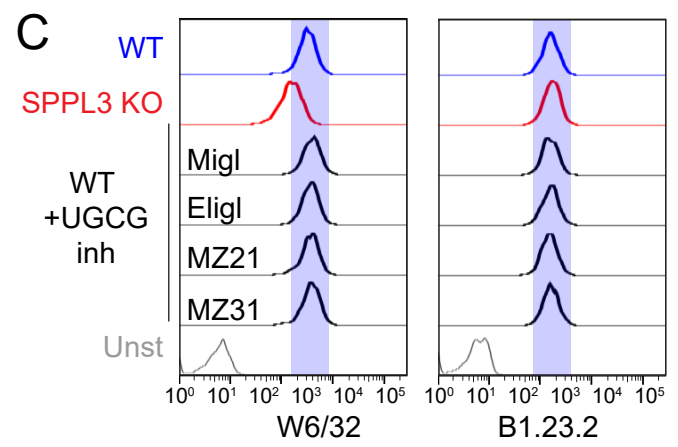 C
WT
SPPL3 KO
WT
+UGCG
inh
Migl
Eligl
MZ21
MZ31
Unst
10⁰ 10¹ 10² 10³ 10⁴ 10⁵
10⁰ 10¹ 10² 10³ 10⁴ 10⁵
W6/32
B1.23.2